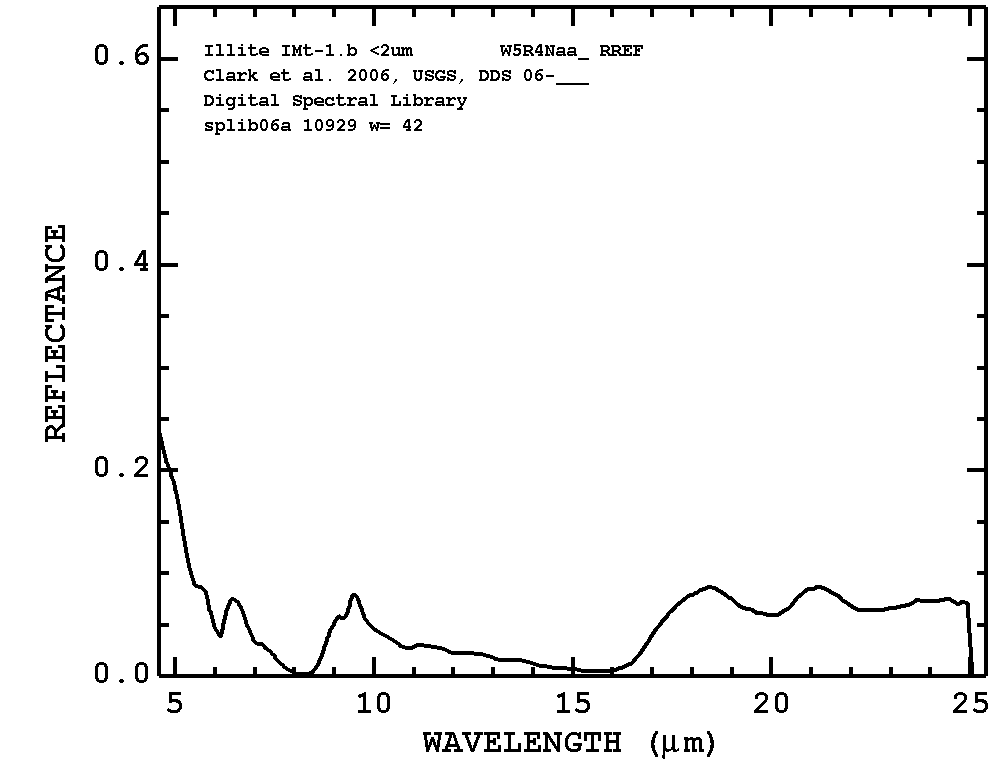 0.6
0.4
0.2
0.0
REFLECTANCE
Illite IMt-1.b <2um W5R4Naa_ RREF
Clark et al. 2006, USGS, DDS 06-___
Digital Spectral Library
splib06a 10929 w= 42
5 10 15 20 25
WAVELENGTH (μm)